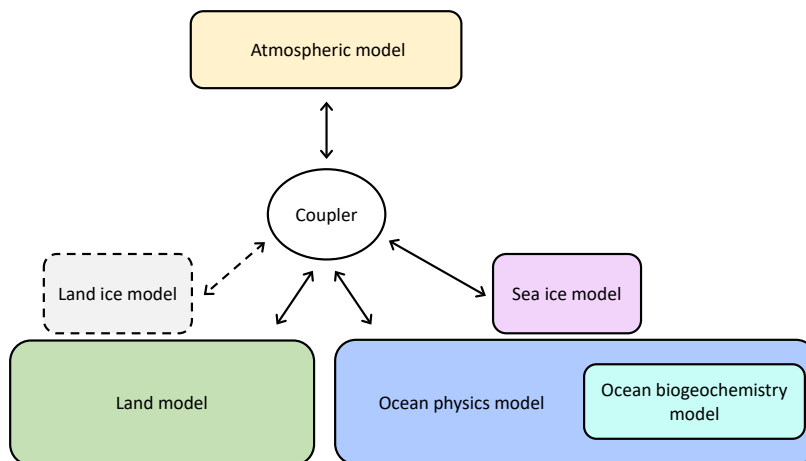 Atmospheric model
Coupler
Land ice model
Sea ice model
Land model
Ocean physics model
Ocean biogeochemistry
model